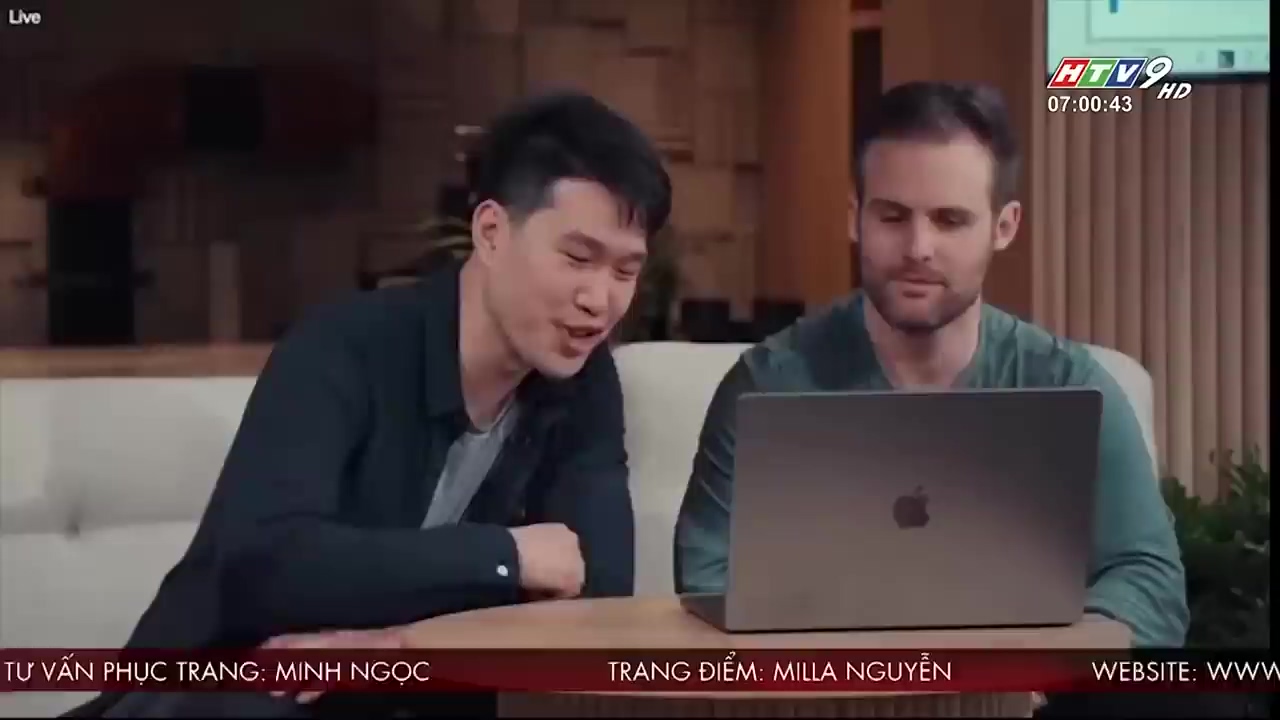 Live
HTV9 HD
07:00:43
TƯ VẤN PHỤC TRANG: MINH NGỌC TRANG ĐIỂM: MILLA NGUYỄN WEBSITE: WWW